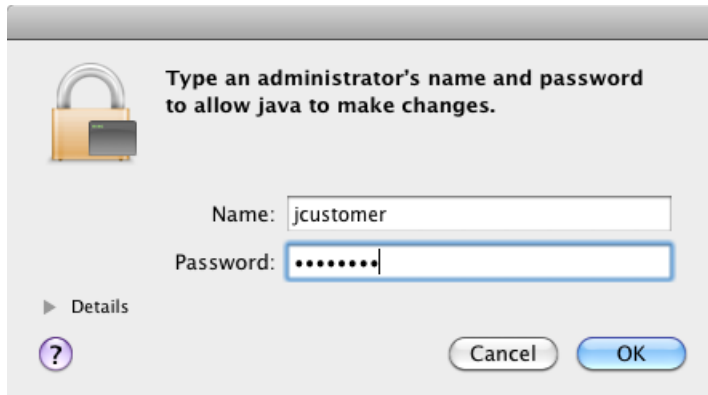 Type an administrator's name and password
to allow java to make changes.
Name: jcustomer
Password: ••••••••
Details
?
Cancel OK